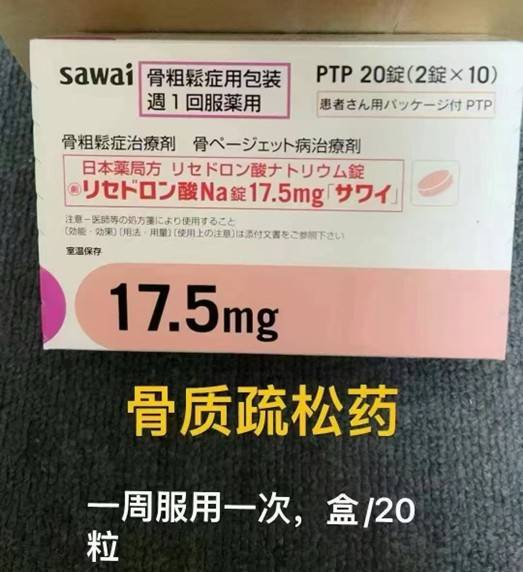 sawai
骨粗鬆症用包装
週1回服薬用
PTP 20錠(2錠×10)
患者さん用パッケージ付PTP
骨粗鬆症治療剤 骨ページェット病治療剤
日本薬局方 リセドロン酸ナトリウム錠
リセドロン酸Na錠17.5mg「サワイ」
注意-医師等の処方箋により使用すること
〔効能・効果〕〔用法・用量〕〔使用上の注意〕は添付文書をご参照下さい
室温保存
17.5mg
骨质疏松药
一周服用一次，盒/20
粒